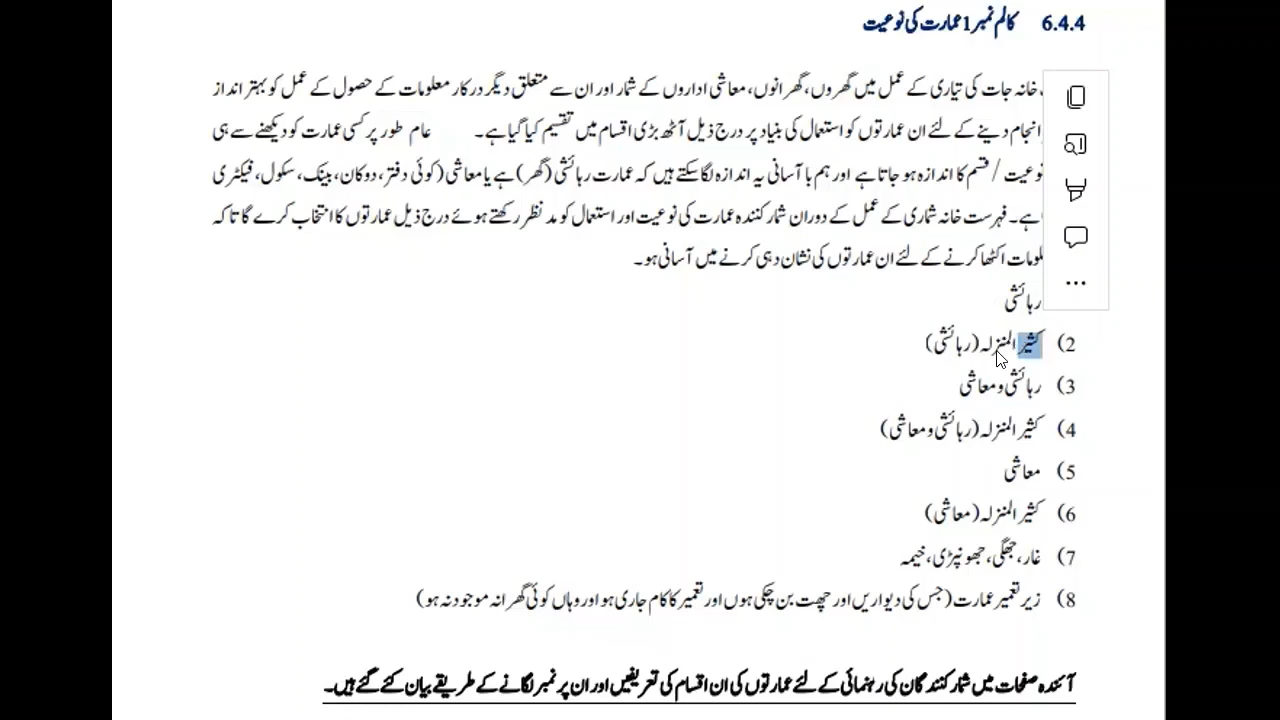 6.4.4 کالم نمبر 1 عمارت کی نوعیت
خانہ جات کی تیاری کے عمل میں گھروں، گھرانوں، معاشی اداروں کے شمار اور ان سے متعلق دیگر درکار معلومات کے حصول کے عمل کو بہتر انداز
انجام دینے کے لئے ان عمارتوں کو استعمال کی بنیاد پر درج ذیل آٹھ بڑی اقسام میں تقسیم کیا گیا ہے۔ عام طور پر کسی عمارت کو دیکھنے سے ہی
نوعیت / قسم کا اندازہ ہو جاتا ہے اور ہم با آسانی یہ اندازہ لگا سکتے ہیں کہ عمارت رہائشی (گھر) ہے یا معاشی (کوئی دفتر، دوکان، بینک، سکول، فیکٹری
ہے۔ فہرست خانہ شماری کے عمل کے دوران شمار کنندہ عمارت کی نوعیت اور استعمال کو مد نظر رکھتے ہوئے درج ذیل عمارتوں کا انتخاب کرے گا تا کہ
اکٹھا کرنے کے لئے ان عمارتوں کی نشان دہی کرنے میں آسانی ہو۔
رہائشی
2) کثیر المنزلہ (رہائشی)
3) رہائشی و معاشی
4) کثیر المنزلہ (رہائشی و معاشی)
5) معاشی
6) کثیر المنزلہ (معاشی)
7) غار، جھگی، جھونپڑی، خیمہ
8) زیر تعمیر عمارت (جس کی دیواریں اور چھت بن چکی ہوں اور تعمیر کا کام جاری ہو اور وہاں کوئی گھرانہ موجود نہ ہو)
آئندہ صفحات میں شمار کنندگان کی رہنمائی کے لئے عمارتوں کی ان اقسام کی تعریفیں اور ان پر نمبر لگانے کے طریقے بیان کئے گئے ہیں۔